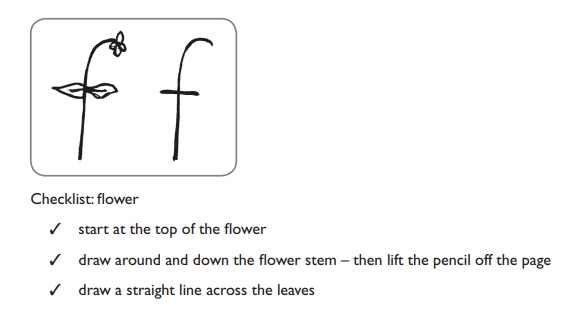 f
Checklist: flower
✓ start at the top of the flower
✓ draw around and down the flower stem – then lift the pencil off the page
✓ draw a straight line across the leaves